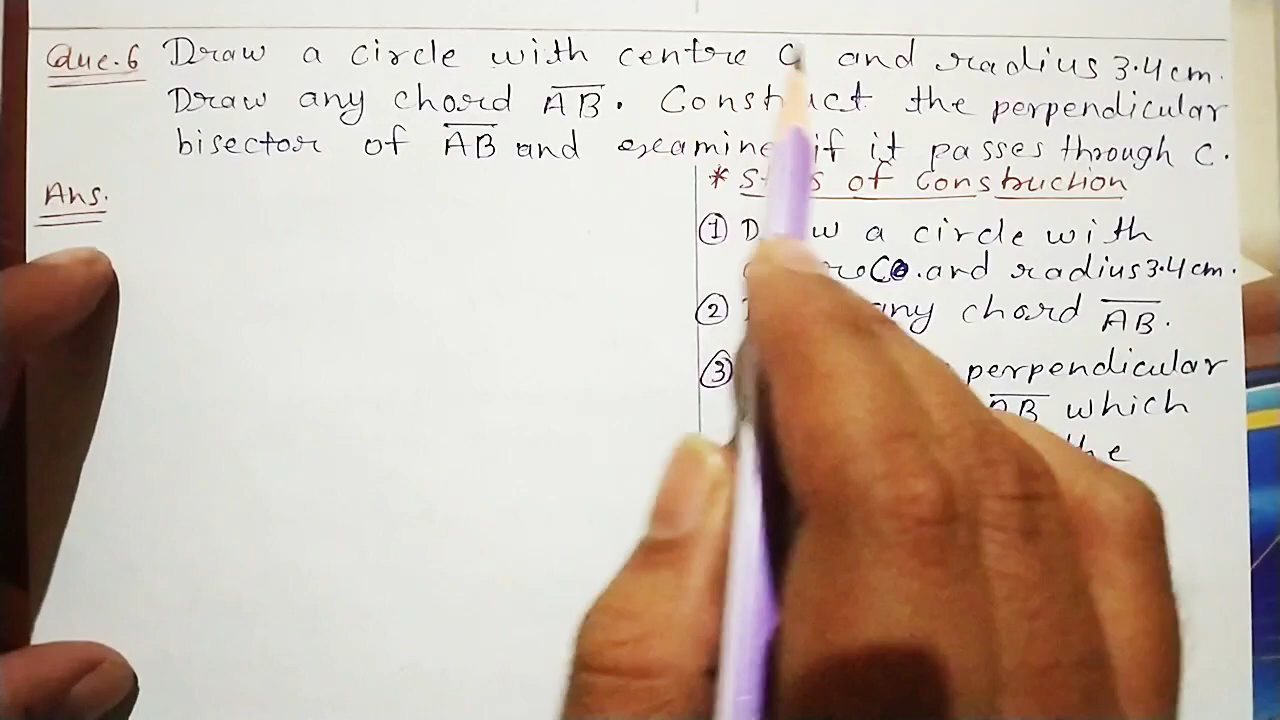 Que.6 Draw a circle with centre C and radius 3.4 cm.
Draw any chord AB. Construct the perpendicular
bisector of AB and examine if it passes through C.
Ans.
* of Construction
① a circle with
C. and radius 3.4 cm.
② any chord AB.
③ perpendicular
AB which